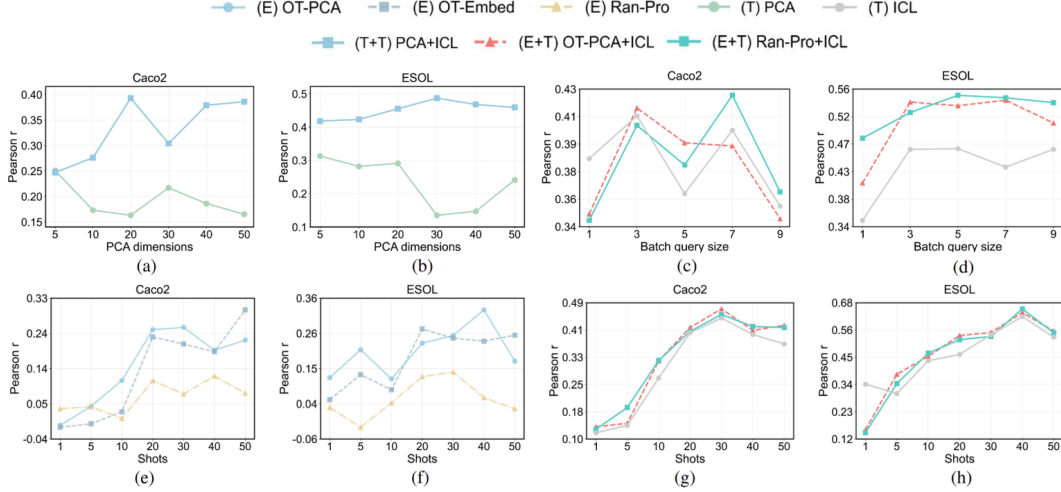 (E) OT-PCA (E) OT-Embed (E) Ran-Pro (T) PCA (T) ICL
(T+T) PCA+ICL (E+T) OT-PCA+ICL (E+T) Ran-Pro+ICL
Caco2 ESOL Caco2 ESOL
Pearson r
0.40
0.35
0.30
0.25
0.20
0.15
5 10 20 30 40 50
PCA dimensions
(a)
Pearson r
0.5
0.4
0.3
0.2
0.1
5 10 20 30 40 50
PCA dimensions
(b)
Pearson r
0.43
0.41
0.39
0.38
0.36
0.34
1 3 5 7 9
Batch query size
(c)
Pearson r
0.56
0.52
0.47
0.43
0.38
0.34
1 3 5 7 9
Batch query size
(d)
Caco2 ESOL Caco2 ESOL
Pearson r
0.33
0.24
0.14
0.05
-0.04
1 5 10 20 30 40 50
Shots
(e)
Pearson r
0.36
0.26
0.15
0.04
-0.06
1 5 10 20 30 40 50
Shots
(f)
Pearson r
0.49
0.41
0.33
0.25
0.18
0.10
1 5 10 20 30 40 50
Shots
(g)
Pearson r
0.68
0.56
0.45
0.34
0.23
0.12
1 5 10 20 30 40 50
Shots
(h)